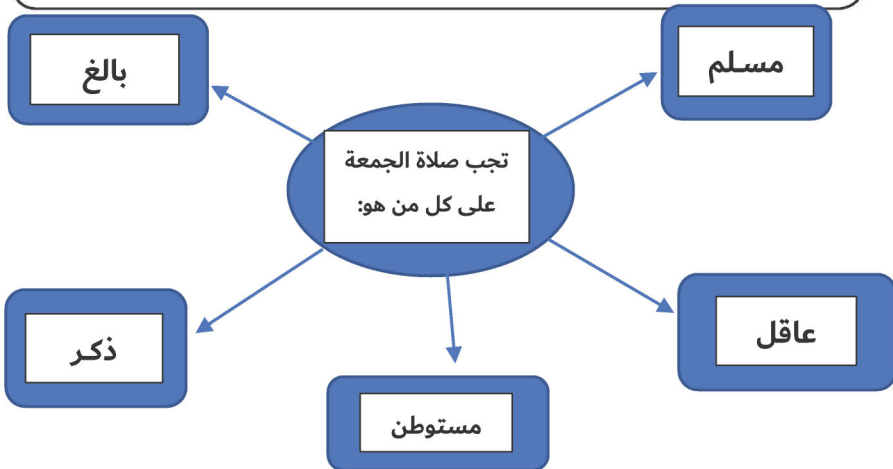 مسلم
بالغ
تجب صلاة الجمعة
على كل من هو:
عاقل
ذكر
مستوطن